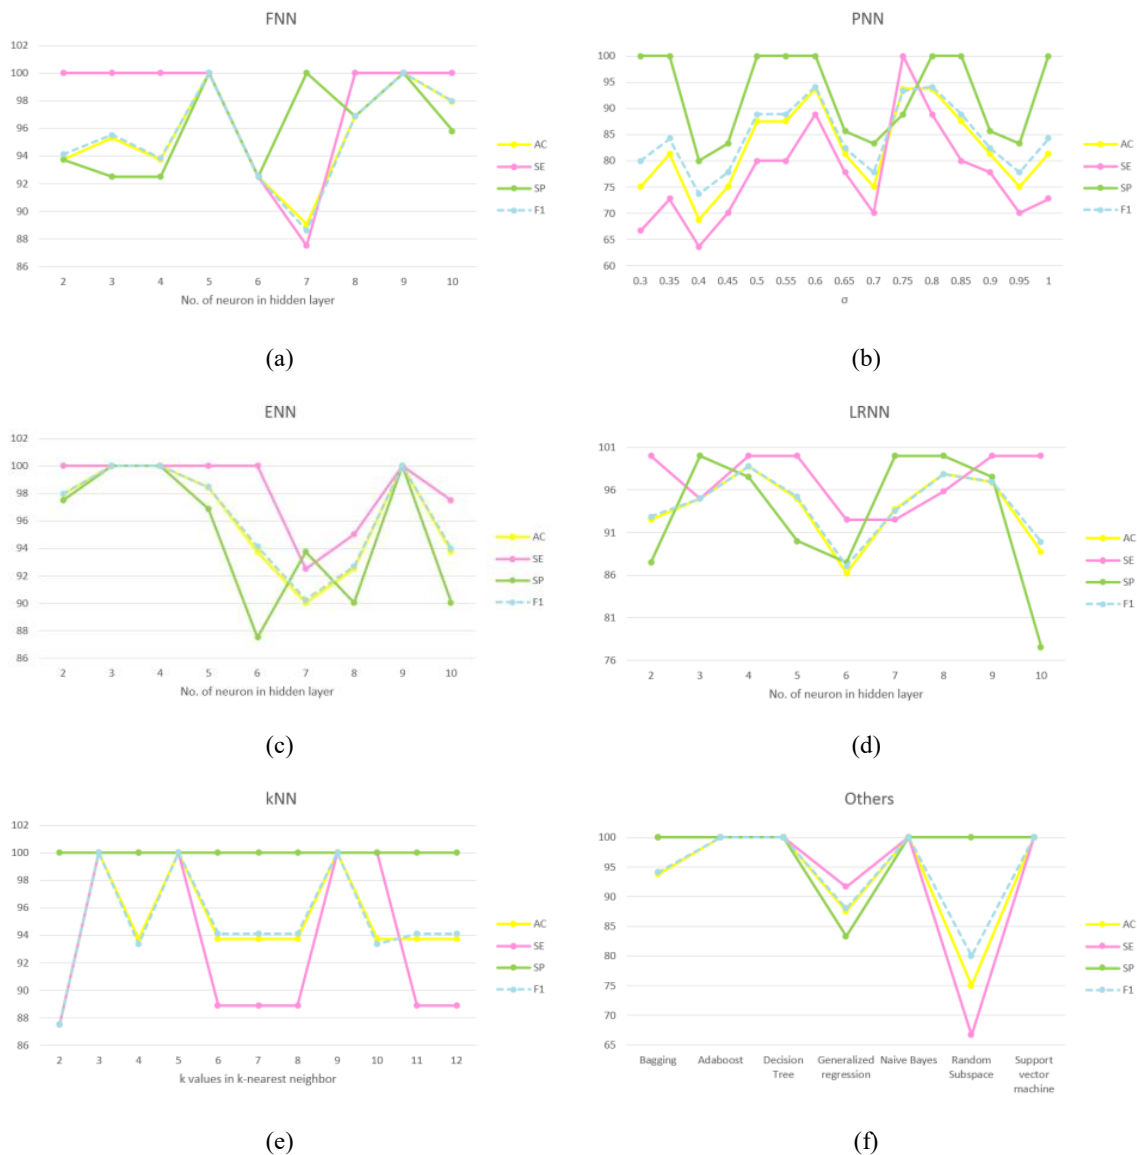 FNN
102
100
98
96
94
92
90
88
86
2 3 4 5 6 7 8 9 10
No. of neuron in hidden layer
AC
SE
SP
F1
(a)
PNN
100
95
90
85
80
75
70
65
60
0.3 0.35 0.4 0.45 0.5 0.55 0.6 0.65 0.7 0.75 0.8 0.85 0.9 0.95 1
σ
AC
SE
SP
F1
(b)
ENN
102
100
98
96
94
92
90
88
86
2 3 4 5 6 7 8 9 10
No. of neuron in hidden layer
AC
SE
SP
F1
(c)
LRNN
101
96
91
86
81
76
2 3 4 5 6 7 8 9 10
No. of neuron in hidden layer
AC
SE
SP
F1
(d)
kNN
102
100
98
96
94
92
90
88
86
2 3 4 5 6 7 8 9 10 11 12
k values in k-nearest neighbor
AC
SE
SP
F1
(e)
Others
100
95
90
85
80
75
70
65
Bagging Adaboost Decision Generalized Naive Bayes Random Support
Tree regression Subspace vector
machine
AC
SE
SP
F1
(f)